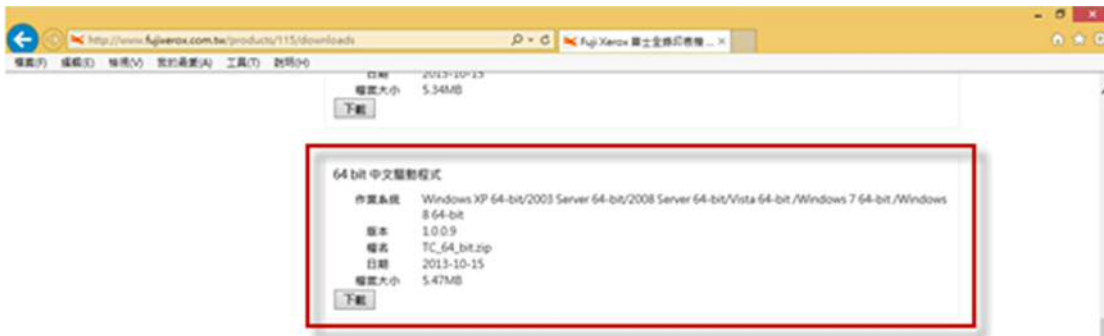 http://www.fujixerox.com.tw/products/115/downloads
Fuji Xerox 富士全錄印表機 ... ×
檔案(F) 編輯(E) 檢視(V) 我的最愛(A) 工具(T) 說明(H)
日期 2013-10-15
檔案大小 5.34MB
下載
64 bit 中文驅動程式
作業系統 Windows XP 64-bit/2003 Server 64-bit/2008 Server 64-bit/Vista 64-bit /Windows 7 64-bit /Windows
8 64-bit
版本 1.0.0.9
檔名 TC_64_bit.zip
日期 2013-10-15
檔案大小 5.47MB
下載